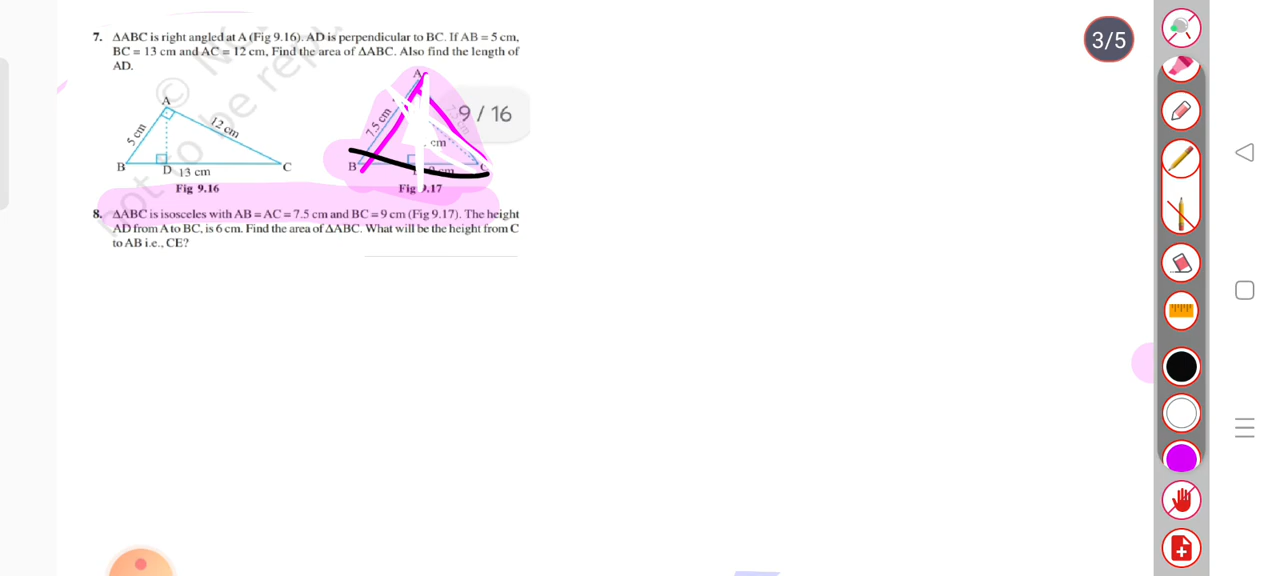 3/5
7. ΔABC is right angled at A (Fig 9.16). AD is perpendicular to BC. If AB = 5 cm,
BC = 13 cm and AC = 12 cm, Find the area of ΔABC. Also find the length of
AD.
A
5 cm
12 cm
B
D
13 cm
C
Fig 9.16
A
7.5 cm
9 / 16
cm
B
C
cm
8. ΔABC is isosceles with AB = AC = 7.5 cm and BC = 9 cm (Fig 9.17). The height
AD from A to BC, is 6 cm. Find the area of ΔABC. What will be the height from C
to AB i.e., CE?